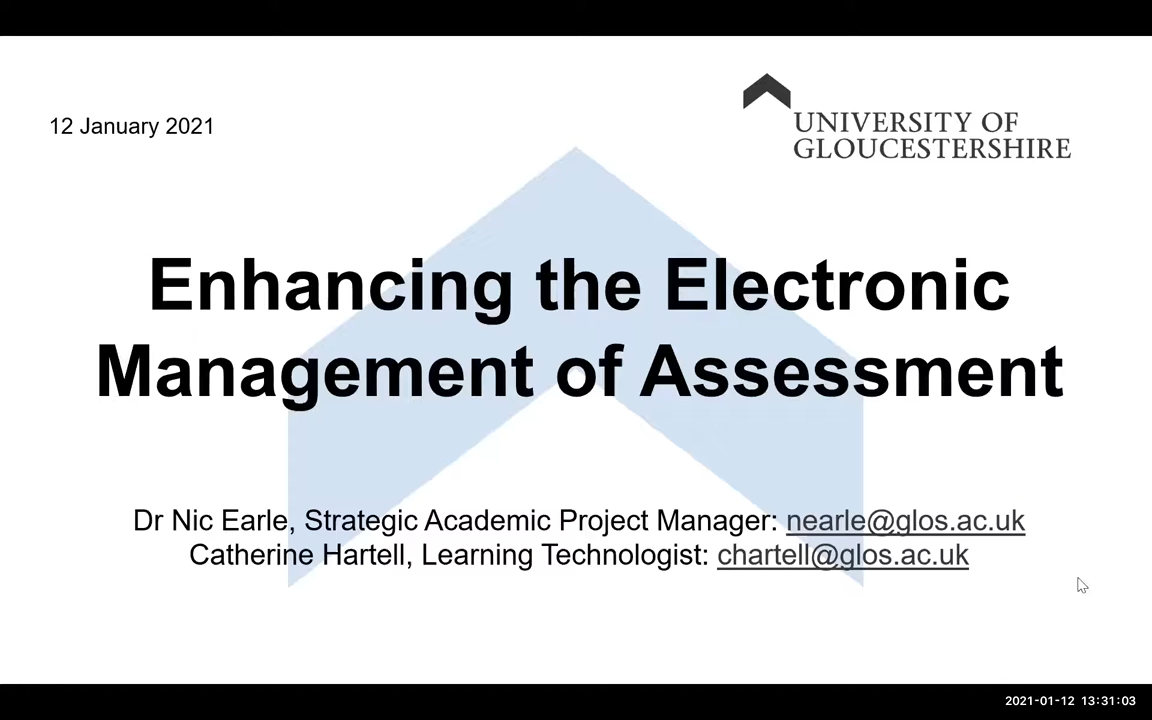 12 January 2021
UNIVERSITY OF
GLOUCESTERSHIRE
Enhancing the Electronic
Management of Assessment
Dr Nic Earle, Strategic Academic Project Manager: nearle@glos.ac.uk
Catherine Hartell, Learning Technologist: chartell@glos.ac.uk
2021-01-12 13:31:03